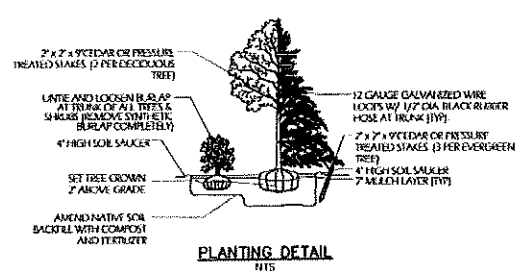 2" X 2" X 9'CEDAR OR PRESSURE
TREATED STAKES. (2 PER DECIDUOUS
TREE)
UNTIE AND LOOSEN BURLAP
AT TRUNK OF ALL TREES &
SHRUBS (REMOVE SYNTHETIC
BURLAP COMPLETELY)
4" HIGH SOIL SAUCER
SET TREE CROWN
2" ABOVE GRADE
AMEND NATIVE SOIL
BACKFILL WITH COMPOST
AND FERTILIZER
12 GAUGE GALVANIZED WIRE
LOOPS W/ 1/2" DIA. BLACK RUBBER
HOSE AT TRUNK (TYP).
2" X 2" X 9'CEDAR OR PRESSURE
TREATED STAKES. (3 PER EVERGREEN
TREE)
4" HIGH SOIL SAUCER
2" MULCH LAYER (TYP)
PLANTING DETAIL
NTS